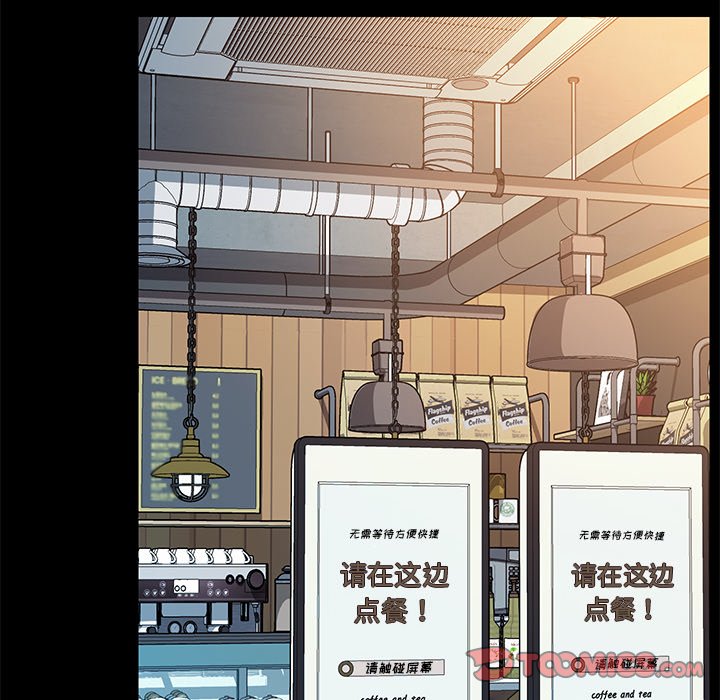 ICE
Flagship
Coffee
Flagship
Coffee
Flagship
Coffee
无需等待方便快捷
请在这边
点餐！
请触碰屏幕
coffee and tea
无需等待方便快捷
请在这边
点餐！
请触碰屏幕
coffee and tea
TOOMICS